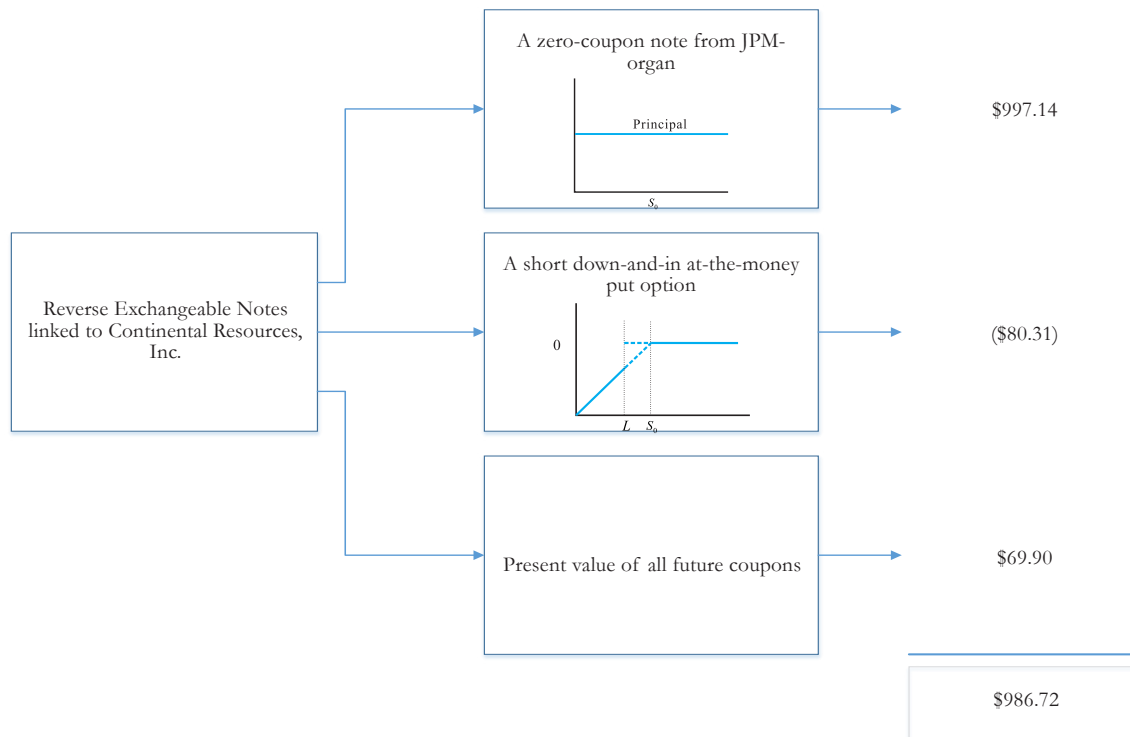 A zero-coupon note from JPM-
organ
Principal
S₀
$997.14
Reverse Exchangeable Notes
linked to Continental Resources,
Inc.
A short down-and-in at-the-money
put option
0
L S₀
($80.31)
Present value of all future coupons
$69.90
$986.72